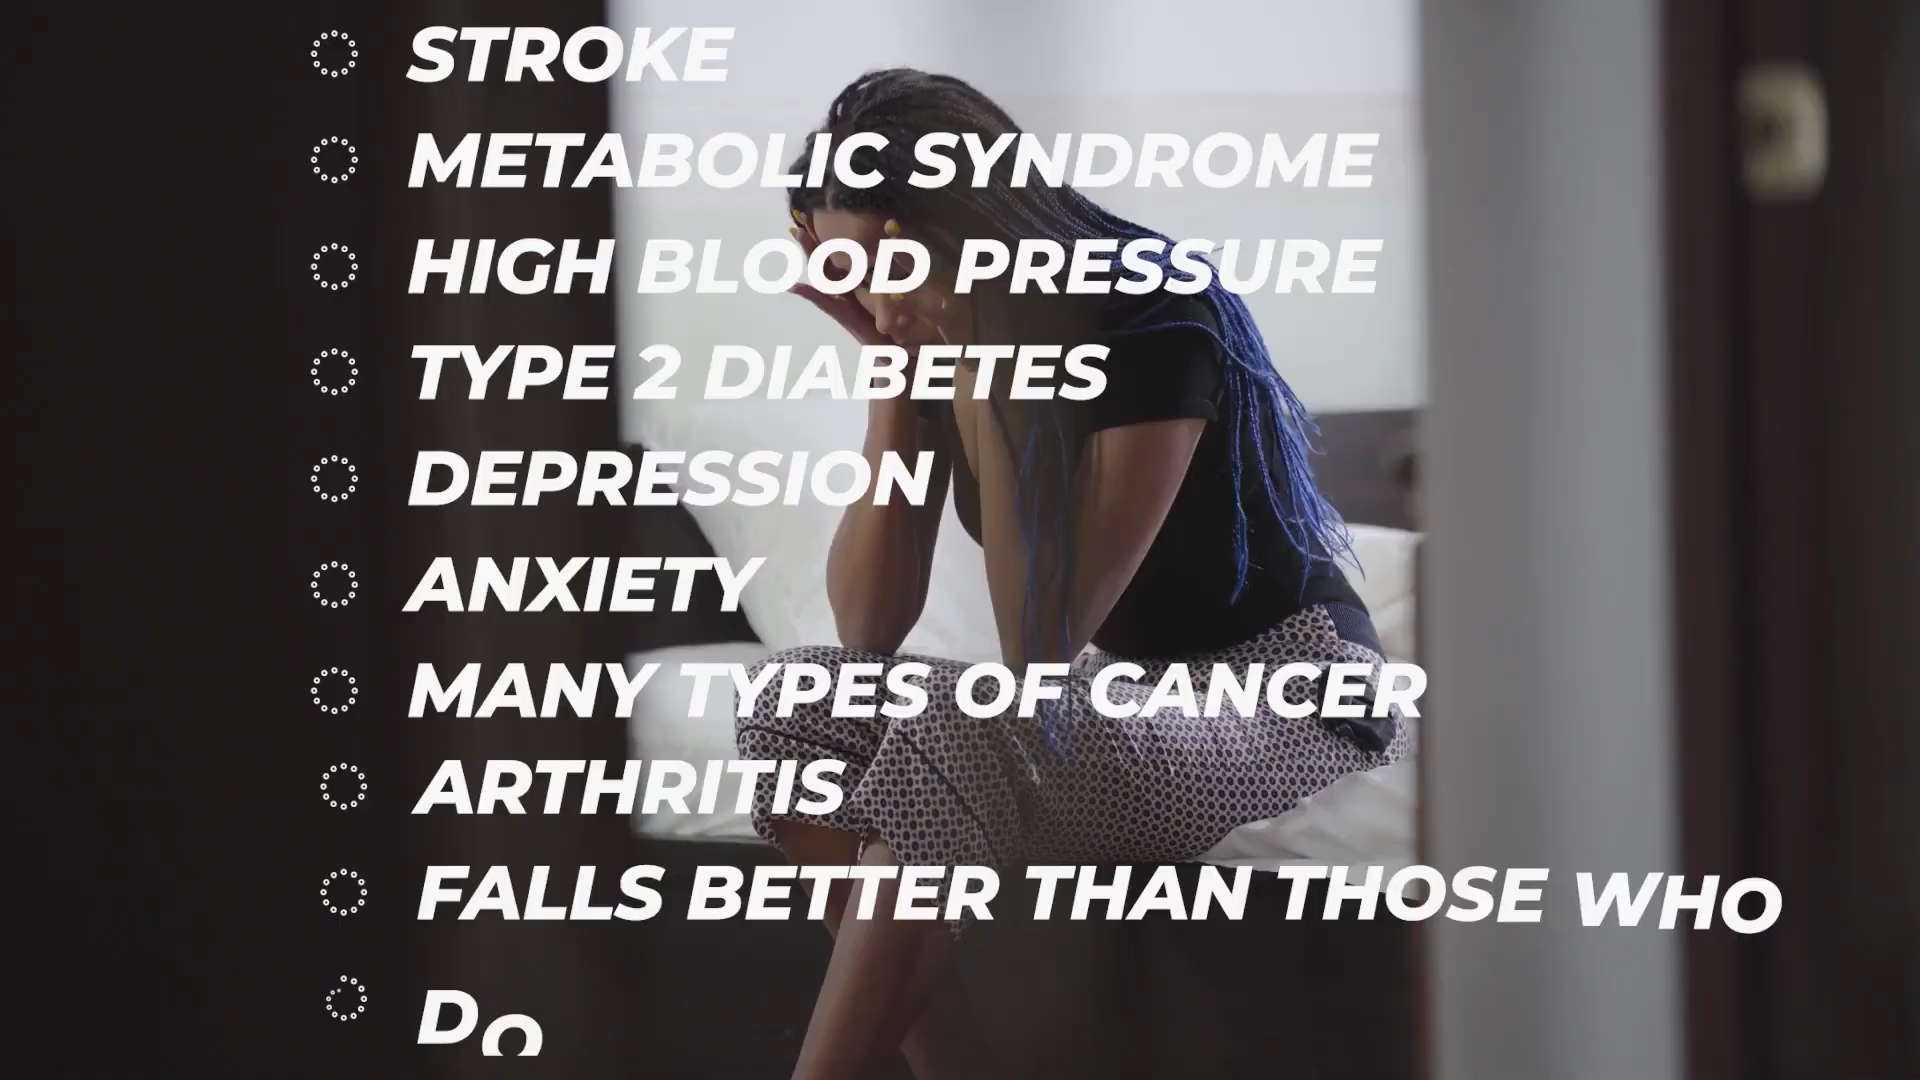 STROKE
METABOLIC SYNDROME
HIGH BLOOD PRESSURE
TYPE 2 DIABETES
DEPRESSION
ANXIETY
MANY TYPES OF CANCER
ARTHRITIS
FALLS BETTER THAN THOSE WHO
DO